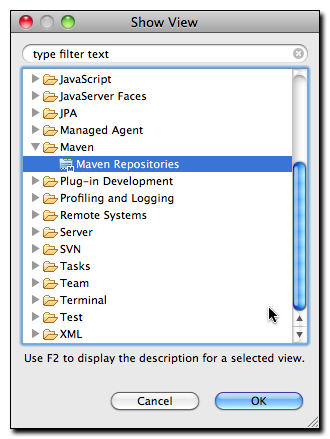 Show View
type filter text
JavaScript
JavaServer Faces
JPA
Managed Agent
Maven
Maven Repositories
Plug-in Development
Profiling and Logging
Remote Systems
Server
SVN
Tasks
Team
Terminal
Test
XML
Use F2 to display the description for a selected view.
Cancel OK